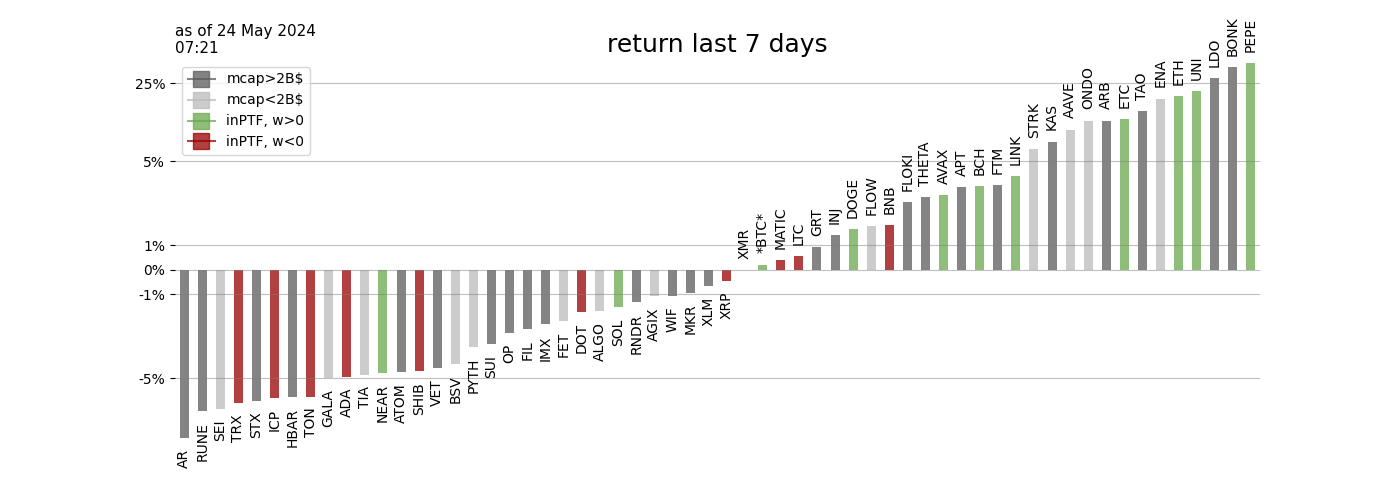 as of 24 May 2024
07:21
return last 7 days
mcap>2B$
mcap<2B$
inPTF, w>0
inPTF, w<0
25%
5%
1%
0%
-1%
-5%
AR
RUNE
SEI
TRX
STX
ICP
HBAR
TON
GALA
ADA
TIA
NEAR
ATOM
SHIB
VET
BSV
PYTH
SUI
OP
FIL
IMX
FET
DOT
ALGO
SOL
RNDR
AGIX
WIF
MKR
XLM
XRP
XMR
*BTC*
MATIC
LTC
GRT
INJ
DOGE
FLOW
BNB
FLOKI
THETA
AVAX
APT
BCH
FTM
LINK
STRK
KAS
AAVE
ONDO
ARB
ETC
TAO
ENA
ETH
UNI
LDO
BONK
PEPE